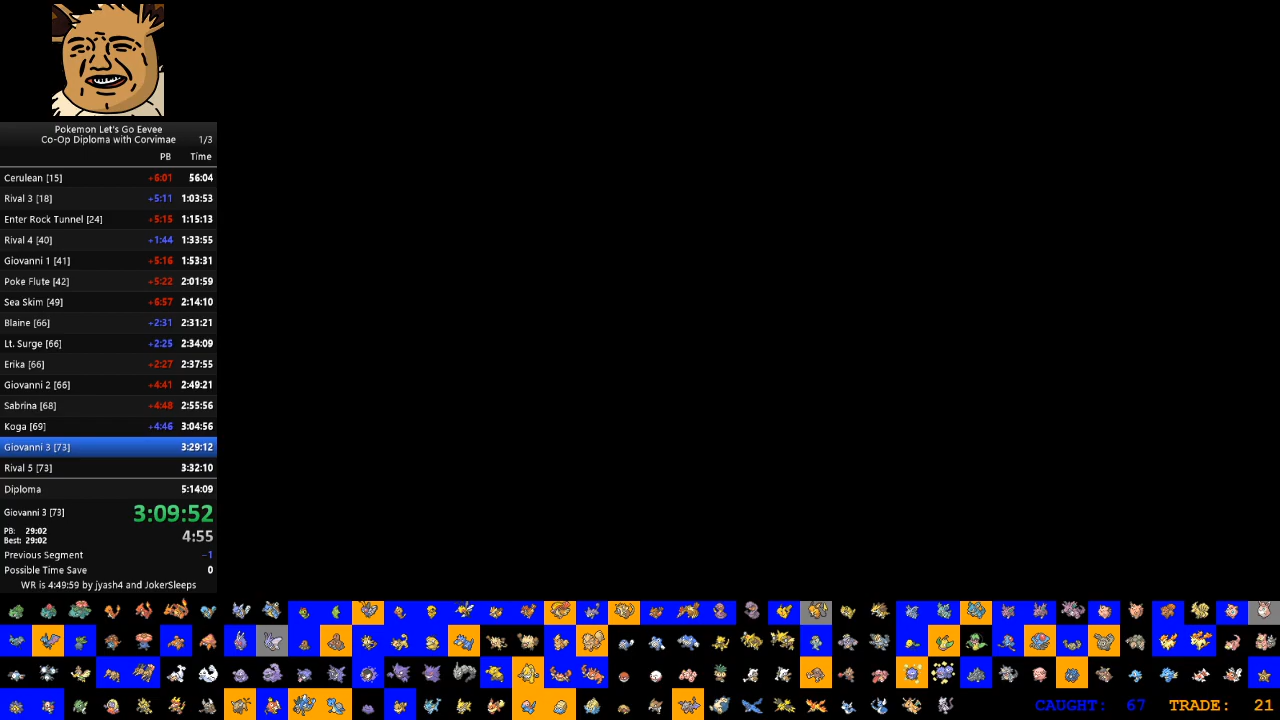 Pokemon Let's Go Eevee
Co-Op Diploma with Corvimae 1/3
PB Time
Cerulean [15] +6:01 56:04
Rival 3 [18] +5:11 1:03:53
Enter Rock Tunnel [24] +5:15 1:15:13
Rival 4 [40] +1:44 1:33:55
Giovanni 1 [41] +5:16 1:53:31
Poke Flute [42] +5:22 2:01:59
Sea Skim [49] +6:57 2:14:10
Blaine [66] +2:31 2:31:21
Lt. Surge [66] +2:25 2:34:09
Erika [66] +2:27 2:37:55
Giovanni 2 [66] +4:41 2:49:21
Sabrina [68] +4:48 2:55:56
Koga [69] +4:46 3:04:56
Giovanni 3 [73] 3:29:12
Rival 5 [73] 3:32:10
Diploma 5:14:09
Giovanni 3 [73] 3:09:52
PB: 29:02
Best: 29:02 4:55
Previous Segment −1
Possible Time Save 0
WR is 4:49:59 by jyash4 and JokerSleeps
CAUGHT: 67 TRADE: 21